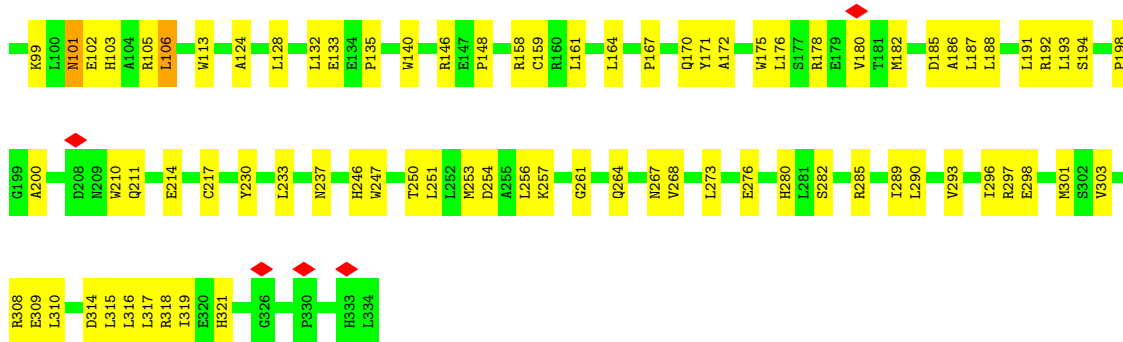 K99 L100 N101 E102 H103 A104 R105 L106 W113 A124 L128 L132 E133 E134 P135 W140 R146 E147 P148 R158 C159 R160 L161 L164 P167 Q170 Y171 A172 W175 L176 S177 R178 E179 V180 T181 M182 D185 A186 L187 L188 L191 R192 L193 S194 P198
G199 A200 D208 N209 W210 Q211 E214 C217 Y230 L233 N237 H246 W247 T250 L251 L252 M253 D254 A255 L256 K257 G261 Q264 N267 V268 L273 E276 H280 L281 S282 R285 I289 L290 V293 I296 R297 E298 M301 S302 V303
R308 E309 L310 D314 L315 L316 L317 R318 I319 E320 H321 G326 P330 H333 L334